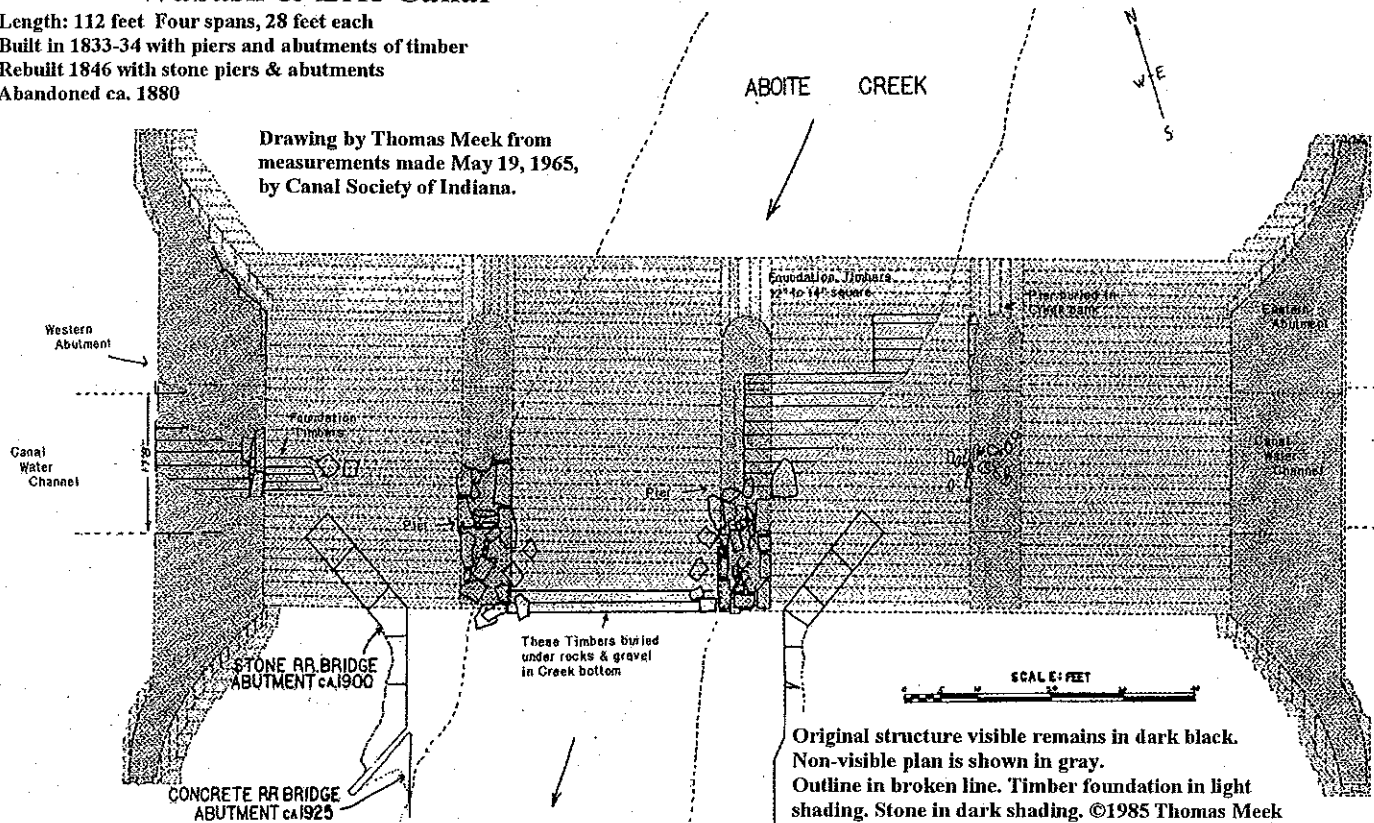 Length: 112 feet Four spans, 28 feet each
Built in 1833-34 with piers and abutments of timber
Rebuilt 1846 with stone piers & abutments
Abandoned ca. 1880
Drawing by Thomas Meek from
measurements made May 19, 1965,
by Canal Society of Indiana.
ABOITE CREEK
N
W-E
S
Foundation Timbers
12" to 14" square
Pier buried in
Creek bank
Western
Abutment
Eastern
Abutment
Foundation
Timbers
Canal
Water
Channel
Canal
Water
Channel
Pier
Pier
These Timbers buried
under rocks & gravel
in Creek bottom
STONE RR BRIDGE
ABUTMENT CA.1900
CONCRETE RR BRIDGE
ABUTMENT CA1925
SCALE: FEET
Original structure visible remains in dark black.
Non-visible plan is shown in gray.
Outline in broken line. Timber foundation in light
shading. Stone in dark shading. ©1985 Thomas Meek